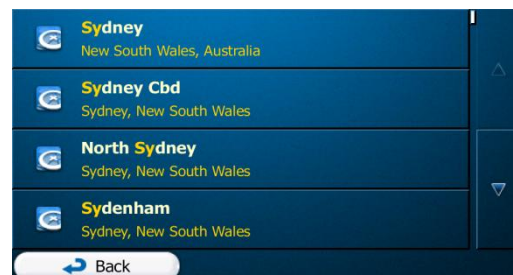 Sydney
New South Wales, Australia
Sydney Cbd
Sydney, New South Wales
North Sydney
Sydney, New South Wales
Sydenham
Sydney, New South Wales
Back